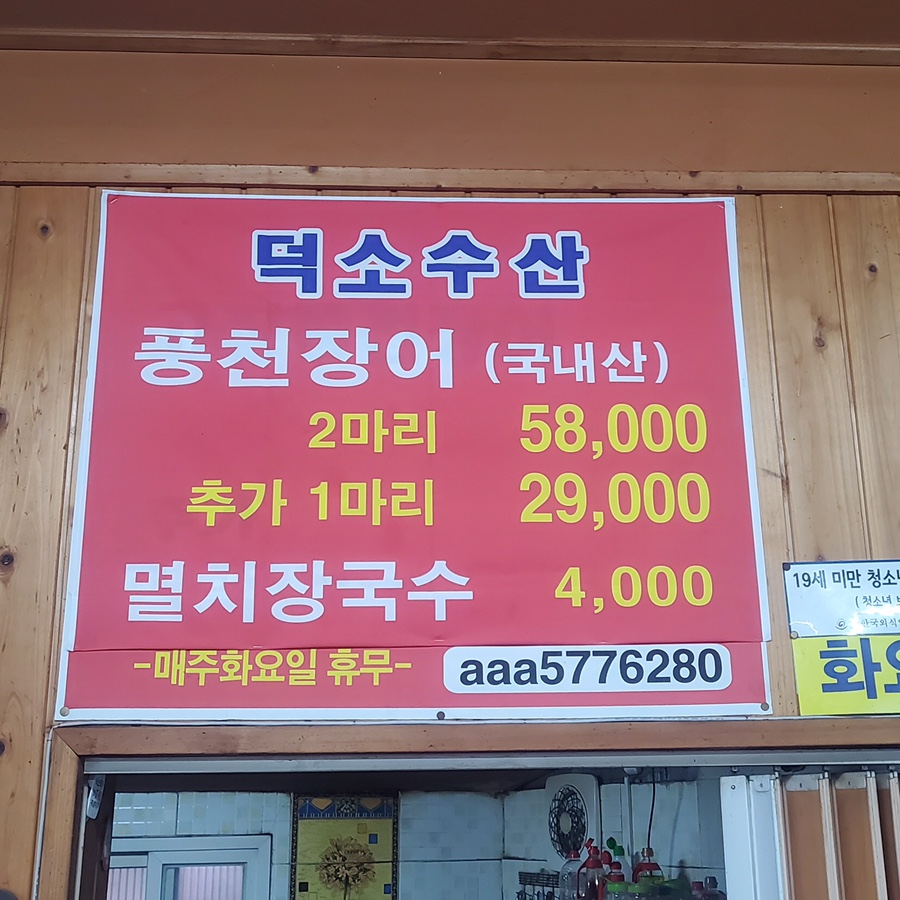 덕소수산
풍천장어 (국내산)
2마리 58,000
추가 1마리 29,000
멸치장국수 4,000
-매주화요일 휴무- aaa5776280
19세 미만 청소